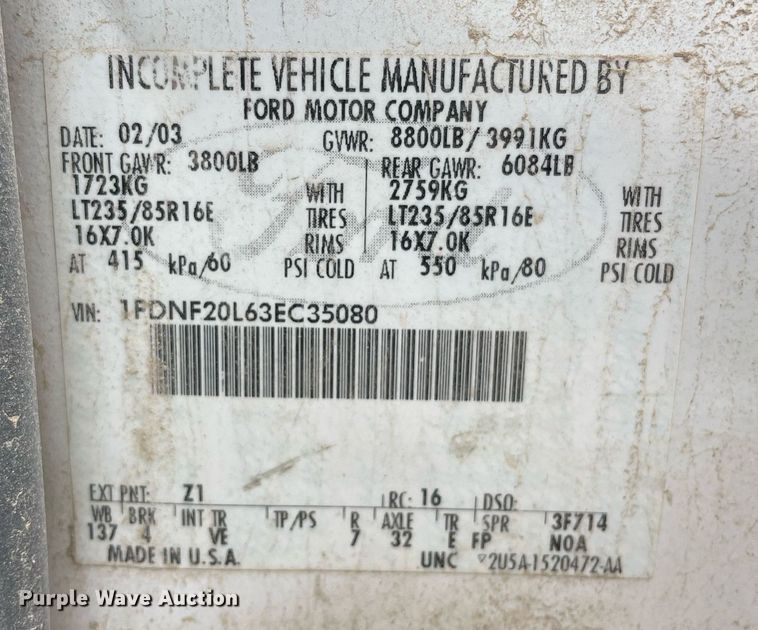 INCOMPLETE VEHICLE MANUFACTURED BY
FORD MOTOR COMPANY
DATE: 02/03 GVWR: 8800LB/ 3991KG
FRONT GAWR: 3800LB REAR GAWR: 6084LB
1723KG WITH 2759KG WITH
LT235/85R16E TIRES LT235/85R16E TIRES
16X7.0K RIMS 16X7.0K RIMS
AT 415 kPa/60 PSI COLD AT 550 kPa/80 PSI COLD
VIN: 1FDNF20L63EC35080
EXT PNT: Z1 RC: 16 DSO:
WB BRK INT TR TP/PS R AXLE TR SPR 3F714
137 4 VE 7 32 E FP NOA
MADE IN U.S.A. UNC 2U5A-1520472-AA
Ford
Purple Wave Auction